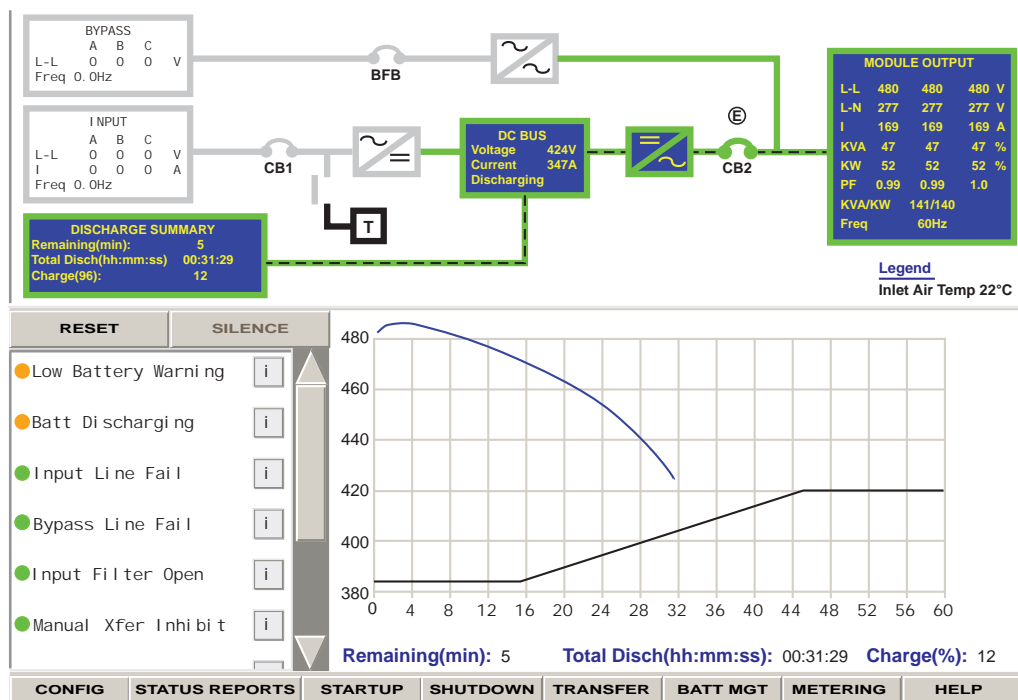 BYPASS
A B C
L-L 0 0 0 V
Freq 0.0Hz
BFB
INPUT
A B C
L-L 0 0 0 V
I 0 0 0 A
Freq 0.0Hz
CB1
T
DC BUS
Voltage 424V
Current 347A
Discharging
E
CB2
MODULE OUTPUT
L-L 480 480 480 V
L-N 277 277 277 V
I 169 169 169 A
KVA 47 47 47 %
KW 52 52 52 %
PF 0.99 0.99 1.0
KVA/KW 141/140
Freq 60Hz
DISCHARGE SUMMARY
Remaining(min): 5
Total Disch(hh:mm:ss) 00:31:29
Charge(96): 12
Legend
Inlet Air Temp 22°C
RESET SILENCE
Low Battery Warning i
Batt Discharging i
Input Line Fail i
Bypass Line Fail i
Input Filter Open i
Manual Xfer Inhibit i
480
460
440
420
400
380
0 4 8 12 16 20 24 28 32 36 40 44 48 52 56 60
Remaining(min): 5 Total Disch(hh:mm:ss): 00:31:29 Charge(%): 12
CONFIG STATUS REPORTS STARTUP SHUTDOWN TRANSFER BATT MGT METERING HELP